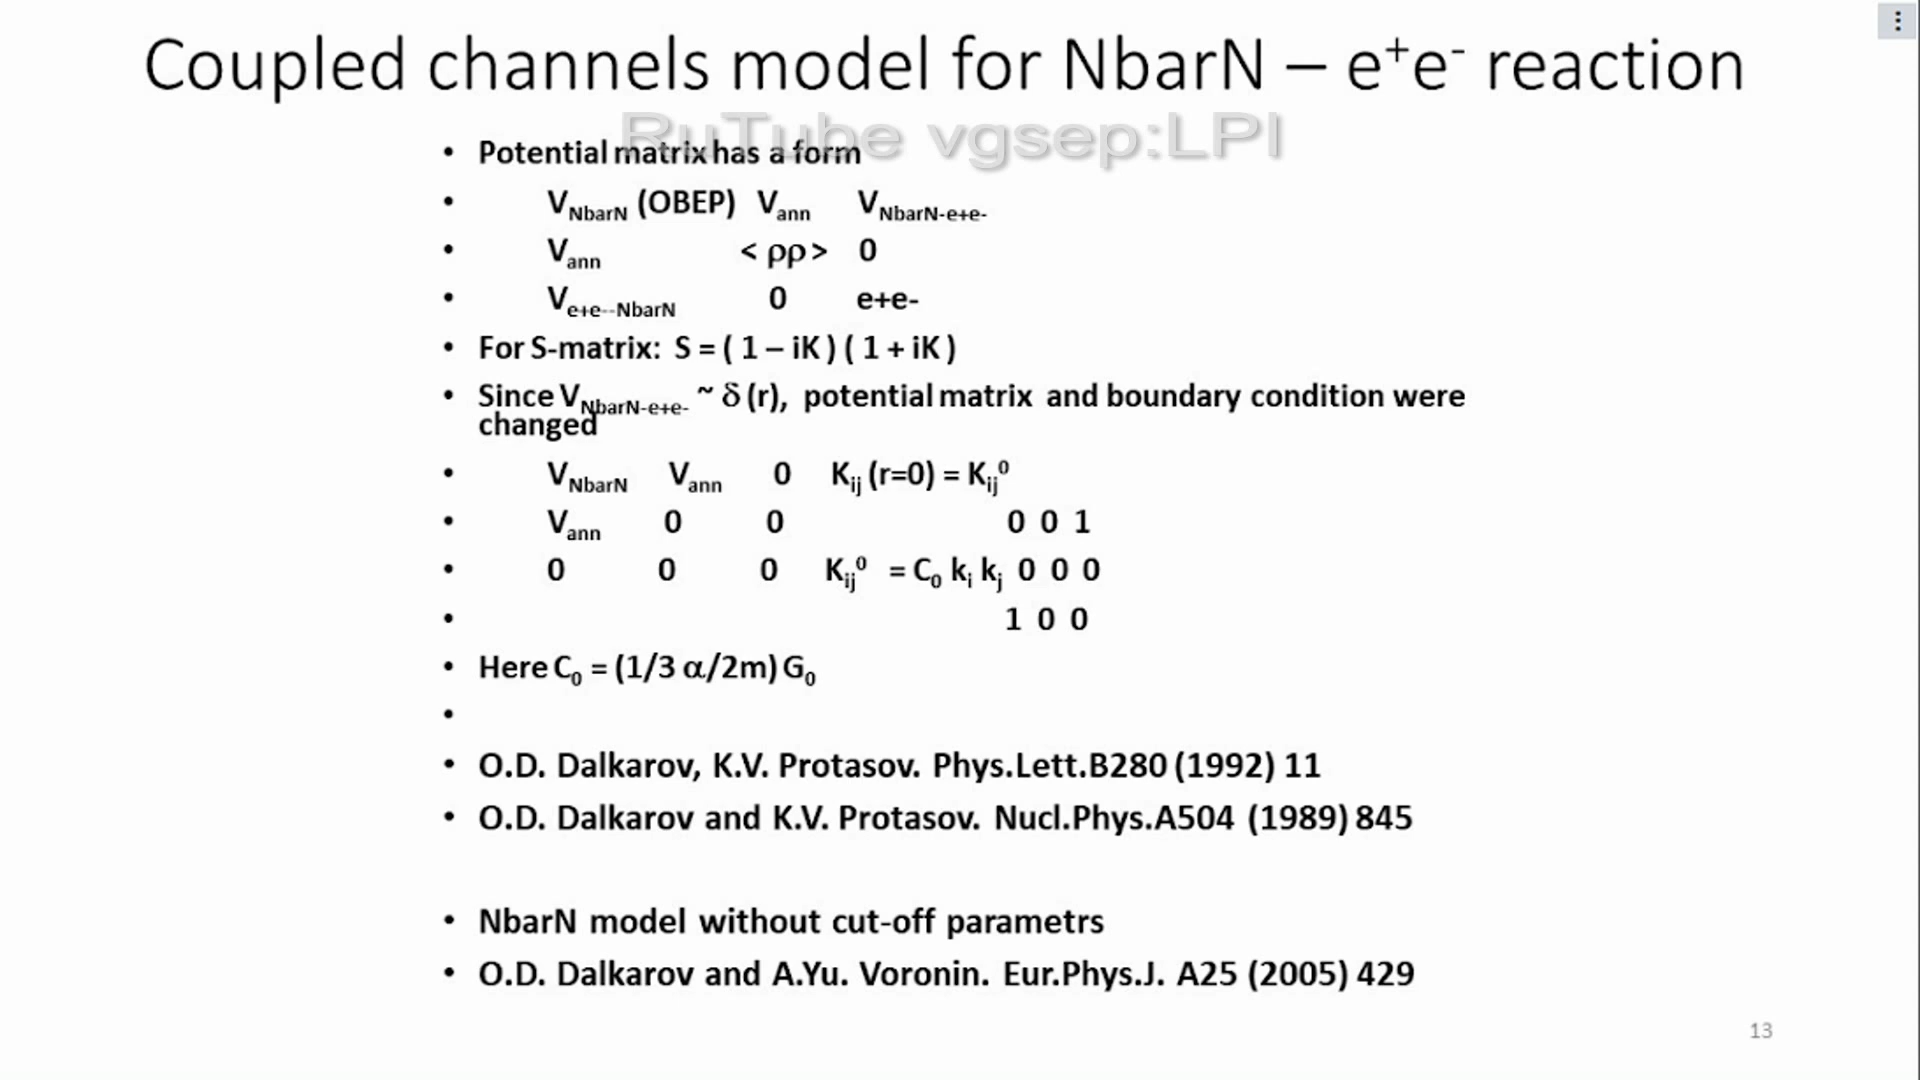 Coupled channels model for NbarN – e⁺e⁻ reaction
RuTube vgsep:LPI
• Potential matrix has a form
• V_NbarN (OBEP) V_ann V_NbarN-e+e-
• V_ann < ρρ > 0
• V_e+e--NbarN 0 e+e-
• For S-matrix: S = ( 1 – iK ) ( 1 + iK )
• Since V_NbarN-e+e- ~ δ (r), potential matrix and boundary condition were
changed
• V_NbarN V_ann 0 K_ij (r=0) = K_ij⁰
• V_ann 0 0 0 0 1
• 0 0 0 K_ij⁰ = C₀ k_i k_j 0 0 0
• 1 0 0
• Here C₀ = (1/3 α/2m) G₀
•
• O.D. Dalkarov, K.V. Protasov. Phys.Lett.B280 (1992) 11
• O.D. Dalkarov and K.V. Protasov. Nucl.Phys.A504 (1989) 845
• NbarN model without cut-off parametrs
• O.D. Dalkarov and A.Yu. Voronin. Eur.Phys.J. A25 (2005) 429
13